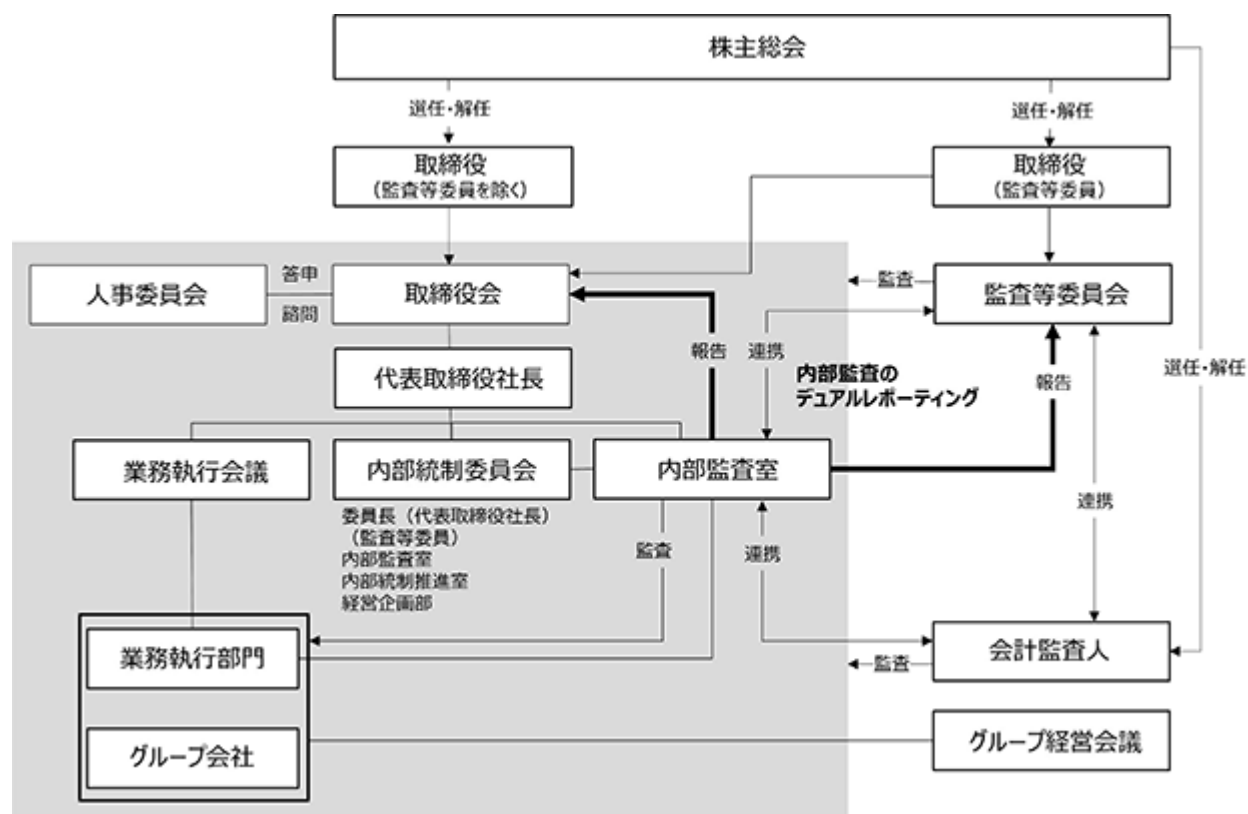 株主総会
選任・解任
選任・解任
取締役
（監査等委員を除く）
取締役
（監査等委員）
人事委員会
答申
諮問
取締役会
監査
監査等委員会
代表取締役社長
報告
連携
内部監査の
デュアルレポーティング
報告
選任・解任
業務執行会議
内部統制委員会
内部監査室
委員長（代表取締役社長）
（監査等委員）
内部監査室
内部統制推進室
経営企画部
監査
連携
連携
業務執行部門
監査
会計監査人
グループ会社
グループ経営会議